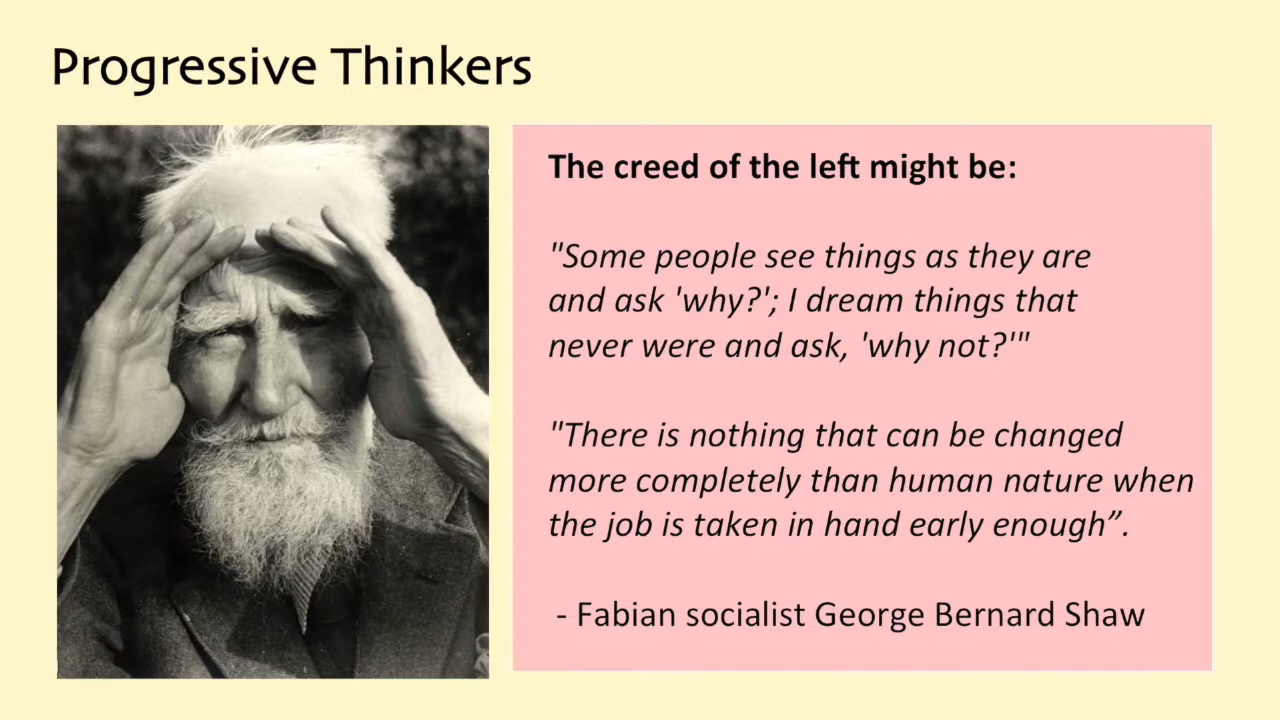 Progressive Thinkers
The creed of the left might be:
"Some people see things as they are
and ask 'why?'; I dream things that
never were and ask, 'why not?'"
"There is nothing that can be changed
more completely than human nature when
the job is taken in hand early enough”.
- Fabian socialist George Bernard Shaw